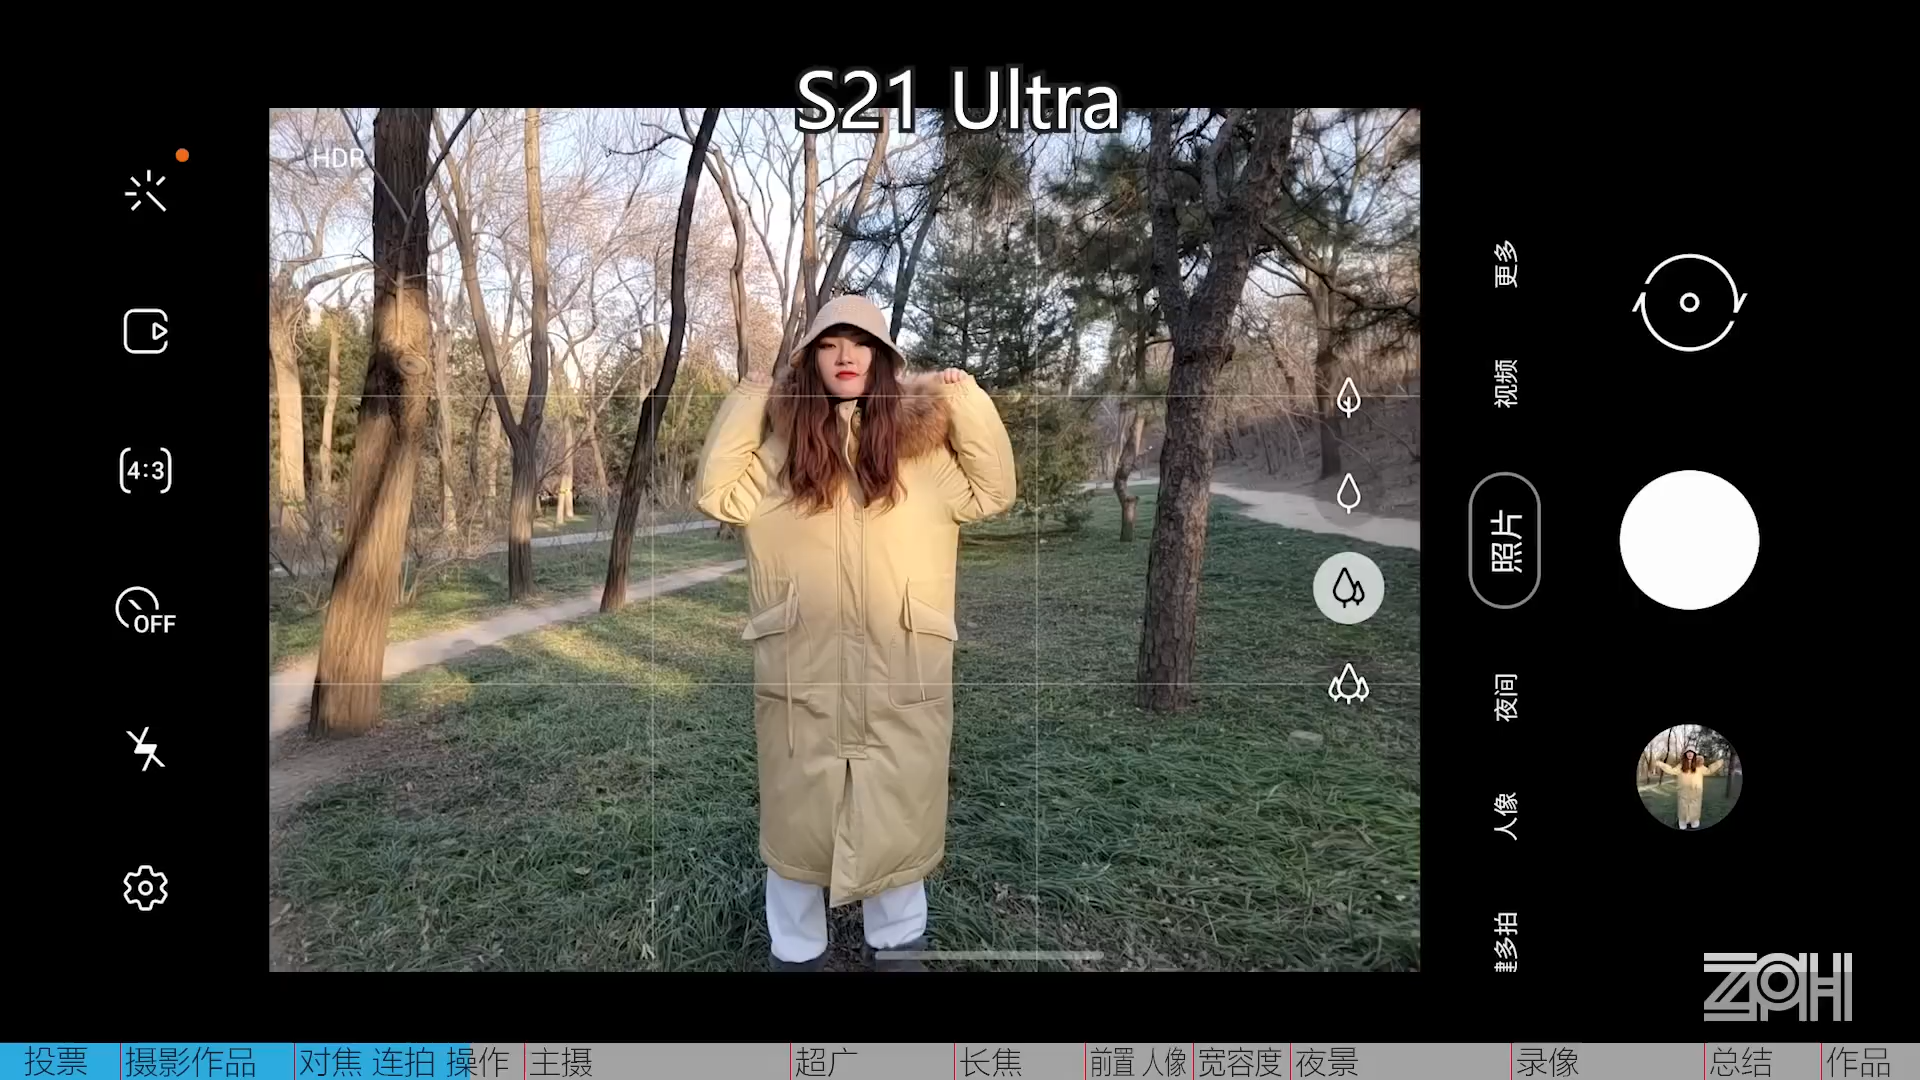 S21 Ultra
HDR
4:3
OFF
更多
视频
照片
夜间
人像
拍多
ZPH
投票 摄影作品 对焦 连拍 操作 主摄 超广 长焦 前置 人像 宽容度 夜景 录像 总结 作品